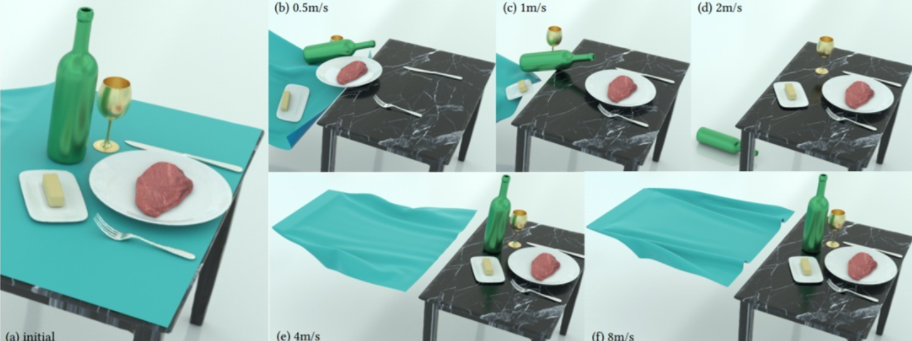 (b) 0.5m/s
(c) 1m/s
(d) 2m/s
(a) initial
(e) 4m/s
(f) 8m/s